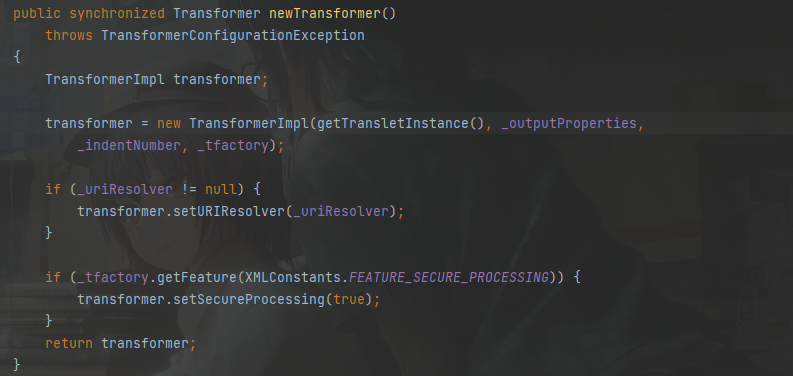 public synchronized Transformer newTransformer()
    throws TransformerConfigurationException
{
    TransformerImpl transformer;

    transformer = new TransformerImpl(getTransletInstance(), _outputProperties,
        _indentNumber, _tfactory);

    if (_uriResolver != null) {
        transformer.setURIResolver(_uriResolver);
    }

    if (_tfactory.getFeature(XMLConstants.FEATURE_SECURE_PROCESSING)) {
        transformer.setSecureProcessing(true);
    }
    return transformer;
}